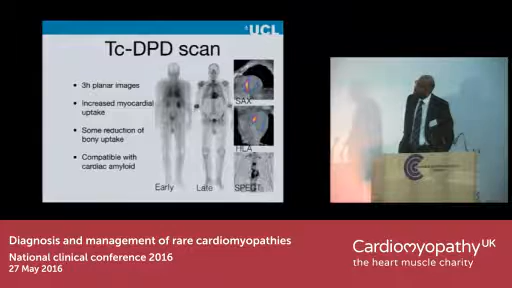 UCL
Tc-DPD scan
• 3h planar images
• Increased myocardial
uptake
• Some reduction of
bony uptake
• Compatible with
cardiac amyloid
Early
Late
SAX
HLA
SPECT
Diagnosis and management of rare cardiomyopathies
National clinical conference 2016
27 May 2016
Cardiomyopathy UK
the heart muscle charity